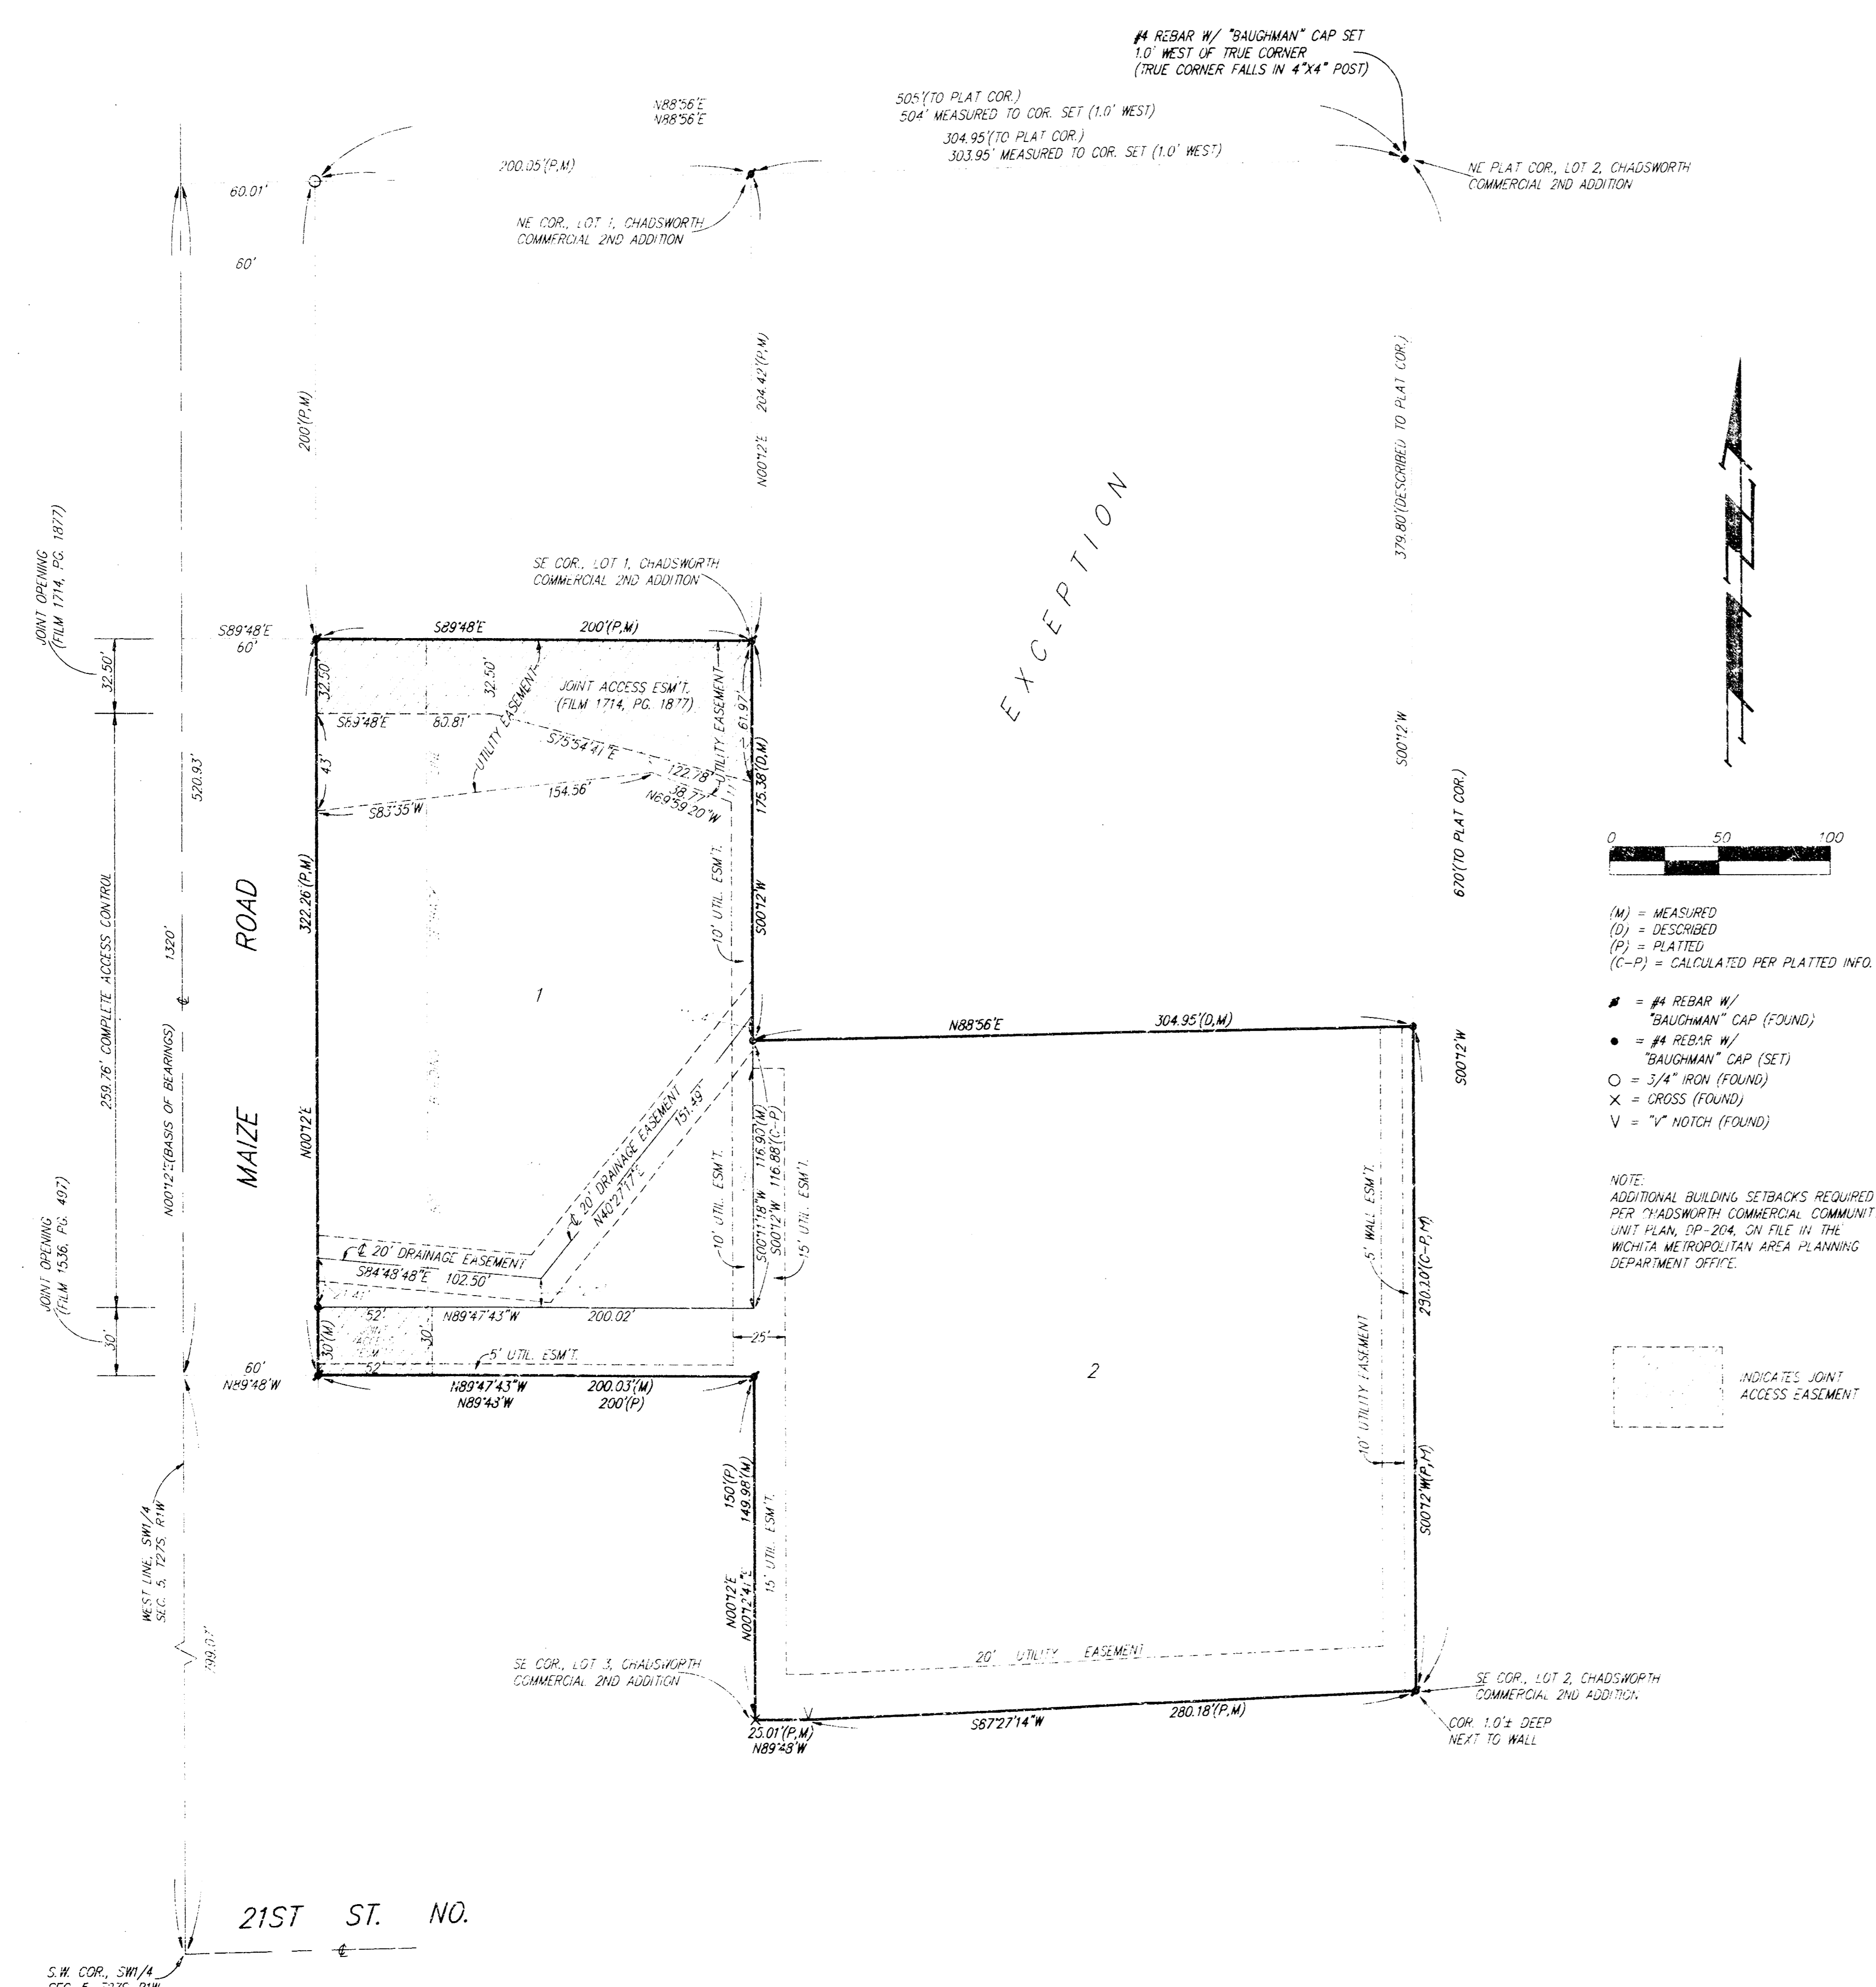 #4 REBAR W/ "BAUGHMAN" CAP SET
1.0' WEST OF TRUE CORNER
(TRUE CORNER FALLS IN 4"X4" POST)
N88°56'E
N88°56'E
505'(TO PLAT COR.)
504' MEASURED TO COR. SET (1.0' WEST)
304.95'(TO PLAT COR.)
303.95' MEASURED TO COR. SET (1.0' WEST)
60.01'
200.05'(P,M)
NE PLAT COR., LOT 2, CHADSWORTH
COMMERCIAL 2ND ADDITION
NE COR., LOT 1, CHADSWORTH
COMMERCIAL 2ND ADDITION
60'
200'(P,M)
N00°12'E 204.42'(P,M)
379.80'(DESCRIBED TO PLAT COR.)
S00°12'W
EXCEPTION
JOINT OPENING
(FILM 1714, PG. 1877)
SE COR., LOT 1, CHADSWORTH
COMMERCIAL 2ND ADDITION
S89°48'E
60'
S89°48'E 200'(P,M)
32.50'
32.50'
32.50'
JOINT ACCESS ESM'T.
(FILM 1714, PG. 1877)
UTILITY EASEMENT
UTILITY EASEMENT
61.97'
S89°48'E 80.81'
S75°54'41"E
122.78'
38.77'
N69°59'20"W
43'
S83°35'W 154.56'
175.38'(D,M)
S00°12'W
520.93'
322.26'(P,M)
N00°12'E
259.76' COMPLETE ACCESS CONTROL
1320'
N00°12'E(BASIS OF BEARINGS)
MAIZE ROAD
10' UTIL. ESM'T.
1
670'(TO PLAT COR.)
S00°12'W
0 50 100
(M) = MEASURED
(D) = DESCRIBED
(P) = PLATTED
(C-P) = CALCULATED PER PLATTED INFO.
= #4 REBAR W/
"BAUGHMAN" CAP (FOUND)
= #4 REBAR W/
"BAUGHMAN" CAP (SET)
= 3/4" IRON (FOUND)
X = CROSS (FOUND)
V = "V" NOTCH (FOUND)
NOTE:
ADDITIONAL BUILDING SETBACKS REQUIRED
PER CHADSWORTH COMMERCIAL COMMUNIT
UNIT PLAN, DP-204, ON FILE IN THE
WICHITA METROPOLITAN AREA PLANNING
DEPARTMENT OFFICE.
INDICATES JOINT
ACCESS EASEMENT
N88°56'E 304.95'(D,M)
℄ 20' DRAINAGE EASEMENT
N40°27'17"E 151.49'
℄ 20' DRAINAGE EASEMENT
S84°48'48"E 102.50'
10' UTIL. ESM'T.
S00°11'18"W 116.90'(M)
S00°12'W 116.88'(C-P)
15' UTIL. ESM'T.
5' WALL ESM'T.
290.20'(C-P,M)
10' UTILITY EASEMENT
S00°12'W(P,M)
JOINT OPENING
(FILM 1536, PG. 497)
30'
52'
N89°47'43"W 200.02'
30'(M)
30'
52'
5' UTIL. ESM'T.
25'
60'
N89°48'W
N89°47'43"W 200.03'(M)
N89°43'W 200'(P)
2
150'(P)
149.98'(M)
N00°12'E
N00°12'41"E
15' UTIL. ESM'T.
WEST LINE, SW1/4
SEC. 5, T27S, R1W
20' UTILITY EASEMENT
SE COR., LOT 3, CHADSWORTH
COMMERCIAL 2ND ADDITION
V
25.01'(P,M)
N89°48'W
S67°27'14"W 280.18'(P,M)
SE COR., LOT 2, CHADSWORTH
COMMERCIAL 2ND ADDITION
COR. 1.0'± DEEP
NEXT TO WALL
21ST ST. NO.
℄
S.W. COR., SW1/4